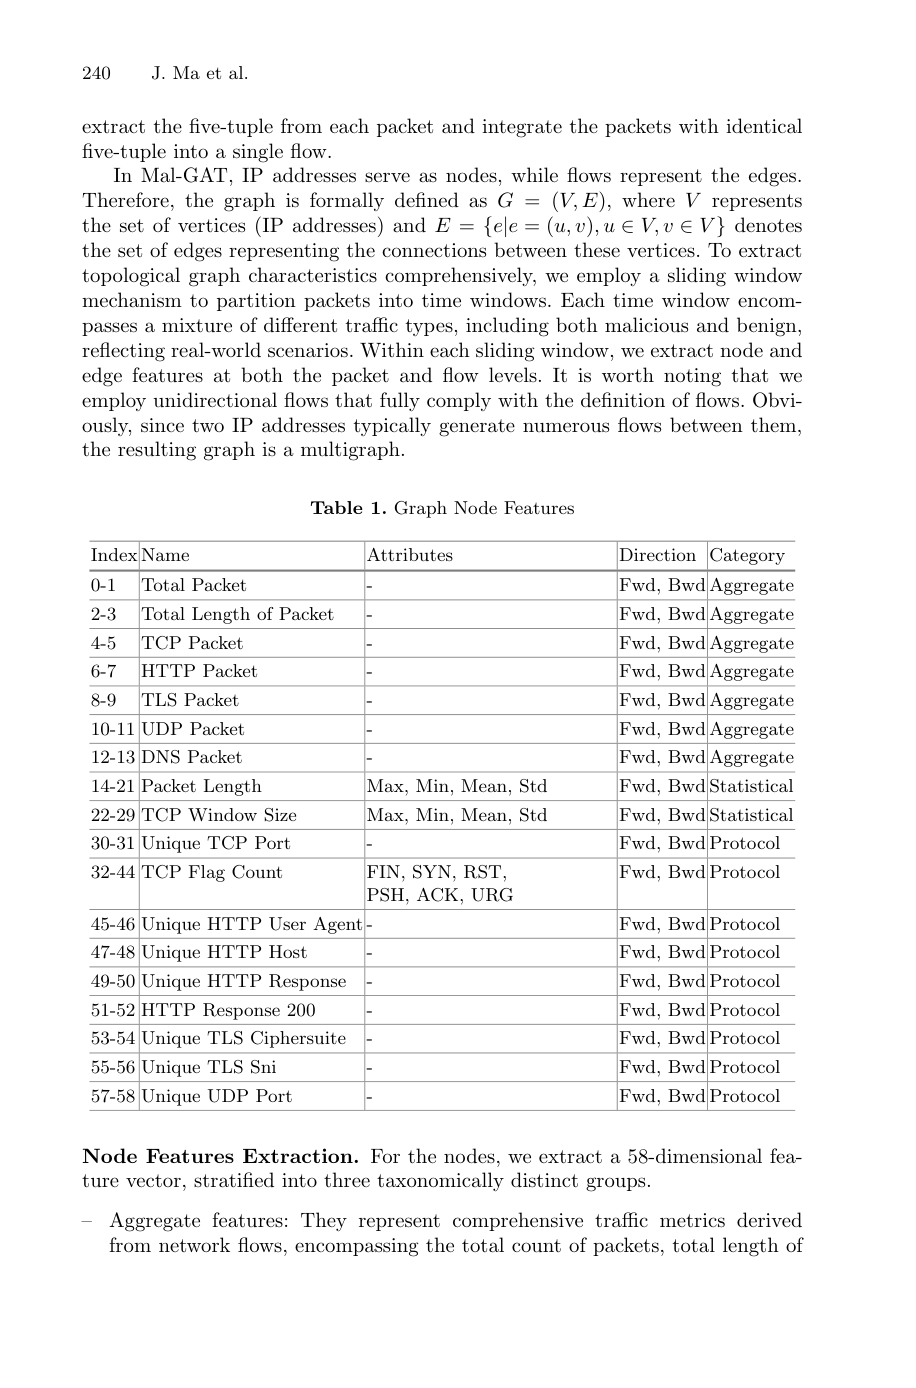 240 J. Ma et al.
extract the five-tuple from each packet and integrate the packets with identical
five-tuple into a single flow.
In Mal-GAT, IP addresses serve as nodes, while flows represent the edges.
Therefore, the graph is formally defined as G = (V, E), where V represents
the set of vertices (IP addresses) and E = {e|e = (u, v), u ∈ V, v ∈ V} denotes
the set of edges representing the connections between these vertices. To extract
topological graph characteristics comprehensively, we employ a sliding window
mechanism to partition packets into time windows. Each time window encom-
passes a mixture of different traffic types, including both malicious and benign,
reflecting real-world scenarios. Within each sliding window, we extract node and
edge features at both the packet and flow levels. It is worth noting that we
employ unidirectional flows that fully comply with the definition of flows. Obvi-
ously, since two IP addresses typically generate numerous flows between them,
the resulting graph is a multigraph.
Table 1. Graph Node Features
Index Name Attributes Direction Category
0-1 Total Packet - Fwd, Bwd Aggregate
2-3 Total Length of Packet - Fwd, Bwd Aggregate
4-5 TCP Packet - Fwd, Bwd Aggregate
6-7 HTTP Packet - Fwd, Bwd Aggregate
8-9 TLS Packet - Fwd, Bwd Aggregate
10-11 UDP Packet - Fwd, Bwd Aggregate
12-13 DNS Packet - Fwd, Bwd Aggregate
14-21 Packet Length Max, Min, Mean, Std Fwd, Bwd Statistical
22-29 TCP Window Size Max, Min, Mean, Std Fwd, Bwd Statistical
30-31 Unique TCP Port - Fwd, Bwd Protocol
32-44 TCP Flag Count FIN, SYN, RST, Fwd, Bwd Protocol
PSH, ACK, URG
45-46 Unique HTTP User Agent - Fwd, Bwd Protocol
47-48 Unique HTTP Host - Fwd, Bwd Protocol
49-50 Unique HTTP Response - Fwd, Bwd Protocol
51-52 HTTP Response 200 - Fwd, Bwd Protocol
53-54 Unique TLS Ciphersuite - Fwd, Bwd Protocol
55-56 Unique TLS Sni - Fwd, Bwd Protocol
57-58 Unique UDP Port - Fwd, Bwd Protocol
Node Features Extraction. For the nodes, we extract a 58-dimensional fea-
ture vector, stratified into three taxonomically distinct groups.
– Aggregate features: They represent comprehensive traffic metrics derived
from network flows, encompassing the total count of packets, total length of